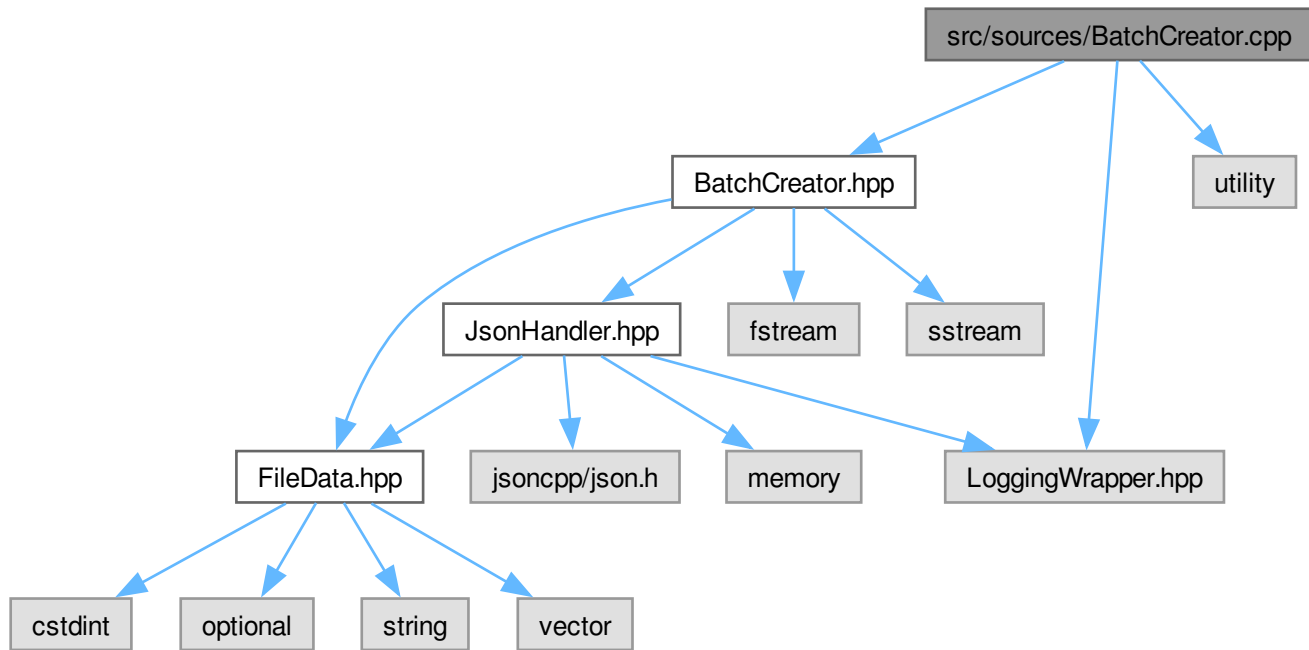 src/sources/BatchCreator.cpp
BatchCreator.hpp
utility
JsonHandler.hpp
fstream
sstream
FileData.hpp
jsoncpp/json.h
memory
LoggingWrapper.hpp
cstdint
optional
string
vector